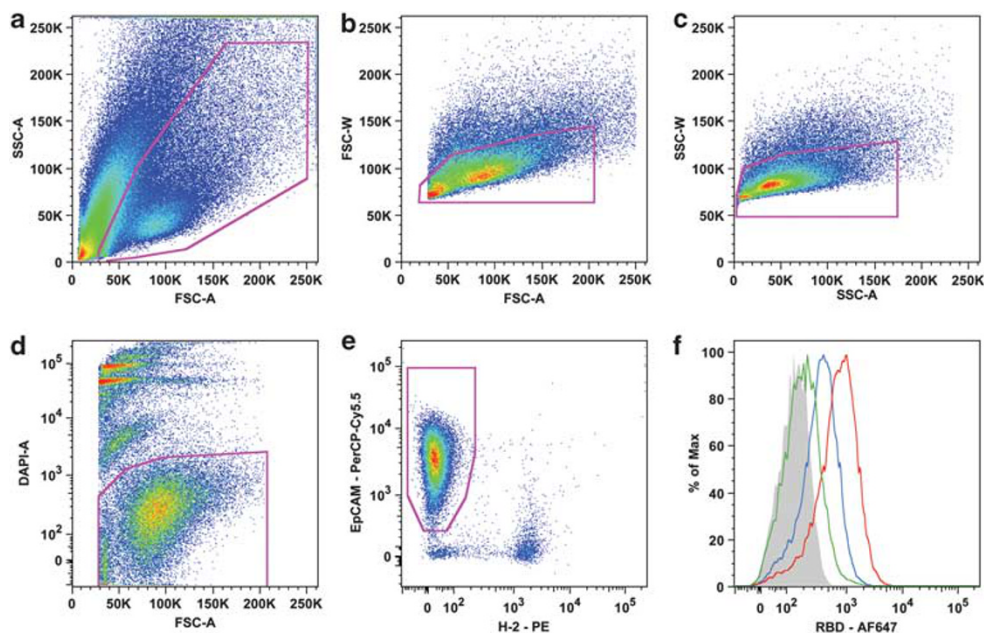 a
250K
200K
150K
100K
50K
0
SSC-A
0 50K 100K 150K 200K 250K
FSC-A
b
250K
200K
150K
100K
50K
0
FSC-W
0 50K 100K 150K 200K 250K
FSC-A
c
250K
200K
150K
100K
50K
0
SSC-W
0 50K 100K 150K 200K 250K
SSC-A
d
10^5
10^4
10^3
10^2
0
DAPI-A
0 50K 100K 150K 200K 250K
FSC-A
e
10^5
10^4
10^3
0
EpCAM - PerCP-Cy5.5
0 10^2 10^3 10^4 10^5
H-2 - PE
f
100
80
60
40
20
0
% of Max
0 10^2 10^3 10^4 10^5
RBD - AF647